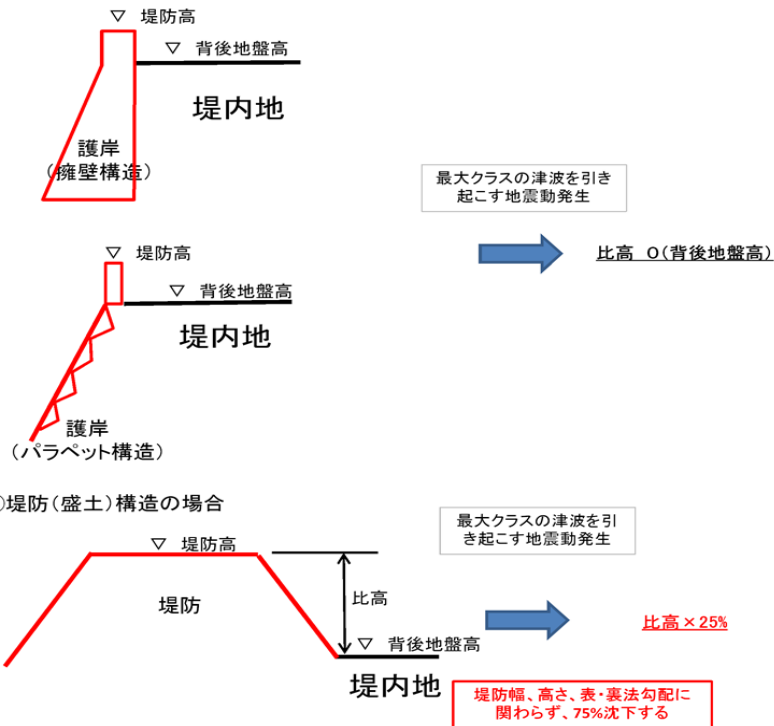 ▽ 堤防高
▽ 背後地盤高
堤内地
護岸
(擁壁構造)
最大クラスの津波を引き
起こす地震動発生
比高 0(背後地盤高)
▽ 堤防高
▽ 背後地盤高
堤内地
護岸
(パラペット構造)
堤防(盛土)構造の場合
最大クラスの津波を引
き起こす地震動発生
▽ 堤防高
堤防
比高
比高×25%
▽ 背後地盤高
堤内地
堤防幅、高さ、表・裏法勾配に
関わらず、75%沈下する